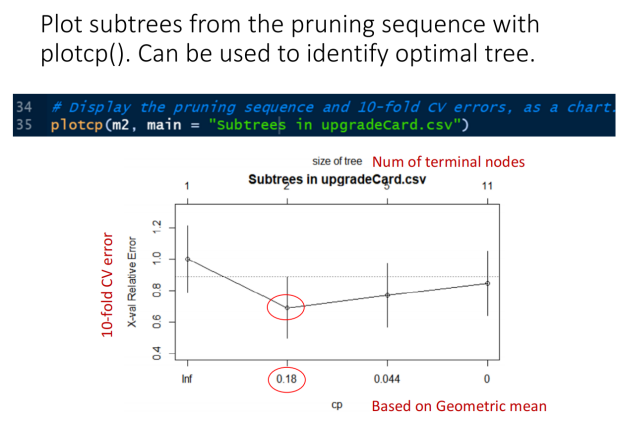 Plot subtrees from the pruning sequence with
plotcp(). Can be used to identify optimal tree.
34 # Display the pruning sequence and 10-fold CV errors, as a chart.
35 plotcp(m2, main = "Subtrees in upgradeCard.csv")
size of tree Num of terminal nodes
Subtrees in upgradeCard.csv
1 2 5 11
10-fold CV error
X-val Relative Error
1.2
1.0
0.8
0.6
0.4
Inf 0.18 0.044 0
cp Based on Geometric mean